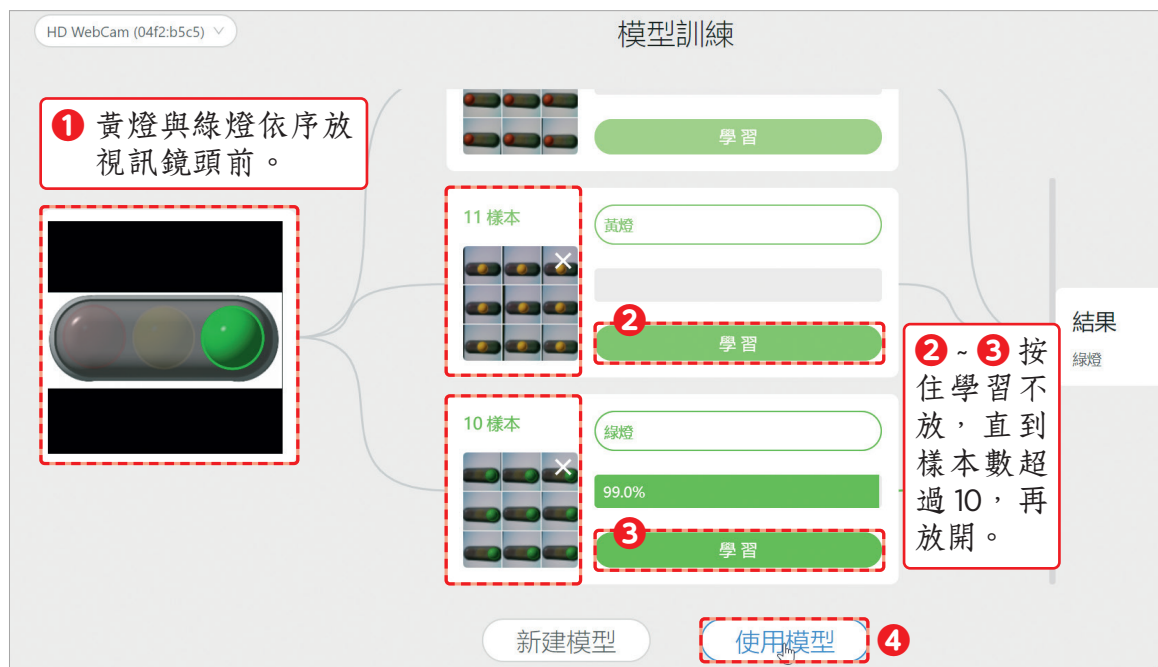 HD WebCam (04f2:b5c5)
模型訓練
❶ 黃燈與綠燈依序放
視訊鏡頭前。
學習
11 樣本
黃燈
❷
學習
10 樣本
綠燈
99.0%
❸
學習
❷ ~ ❸ 按
住學習不
放，直到
樣本數超
過 10，再
放開。
結果
綠燈
新建模型
使用模型 ❹